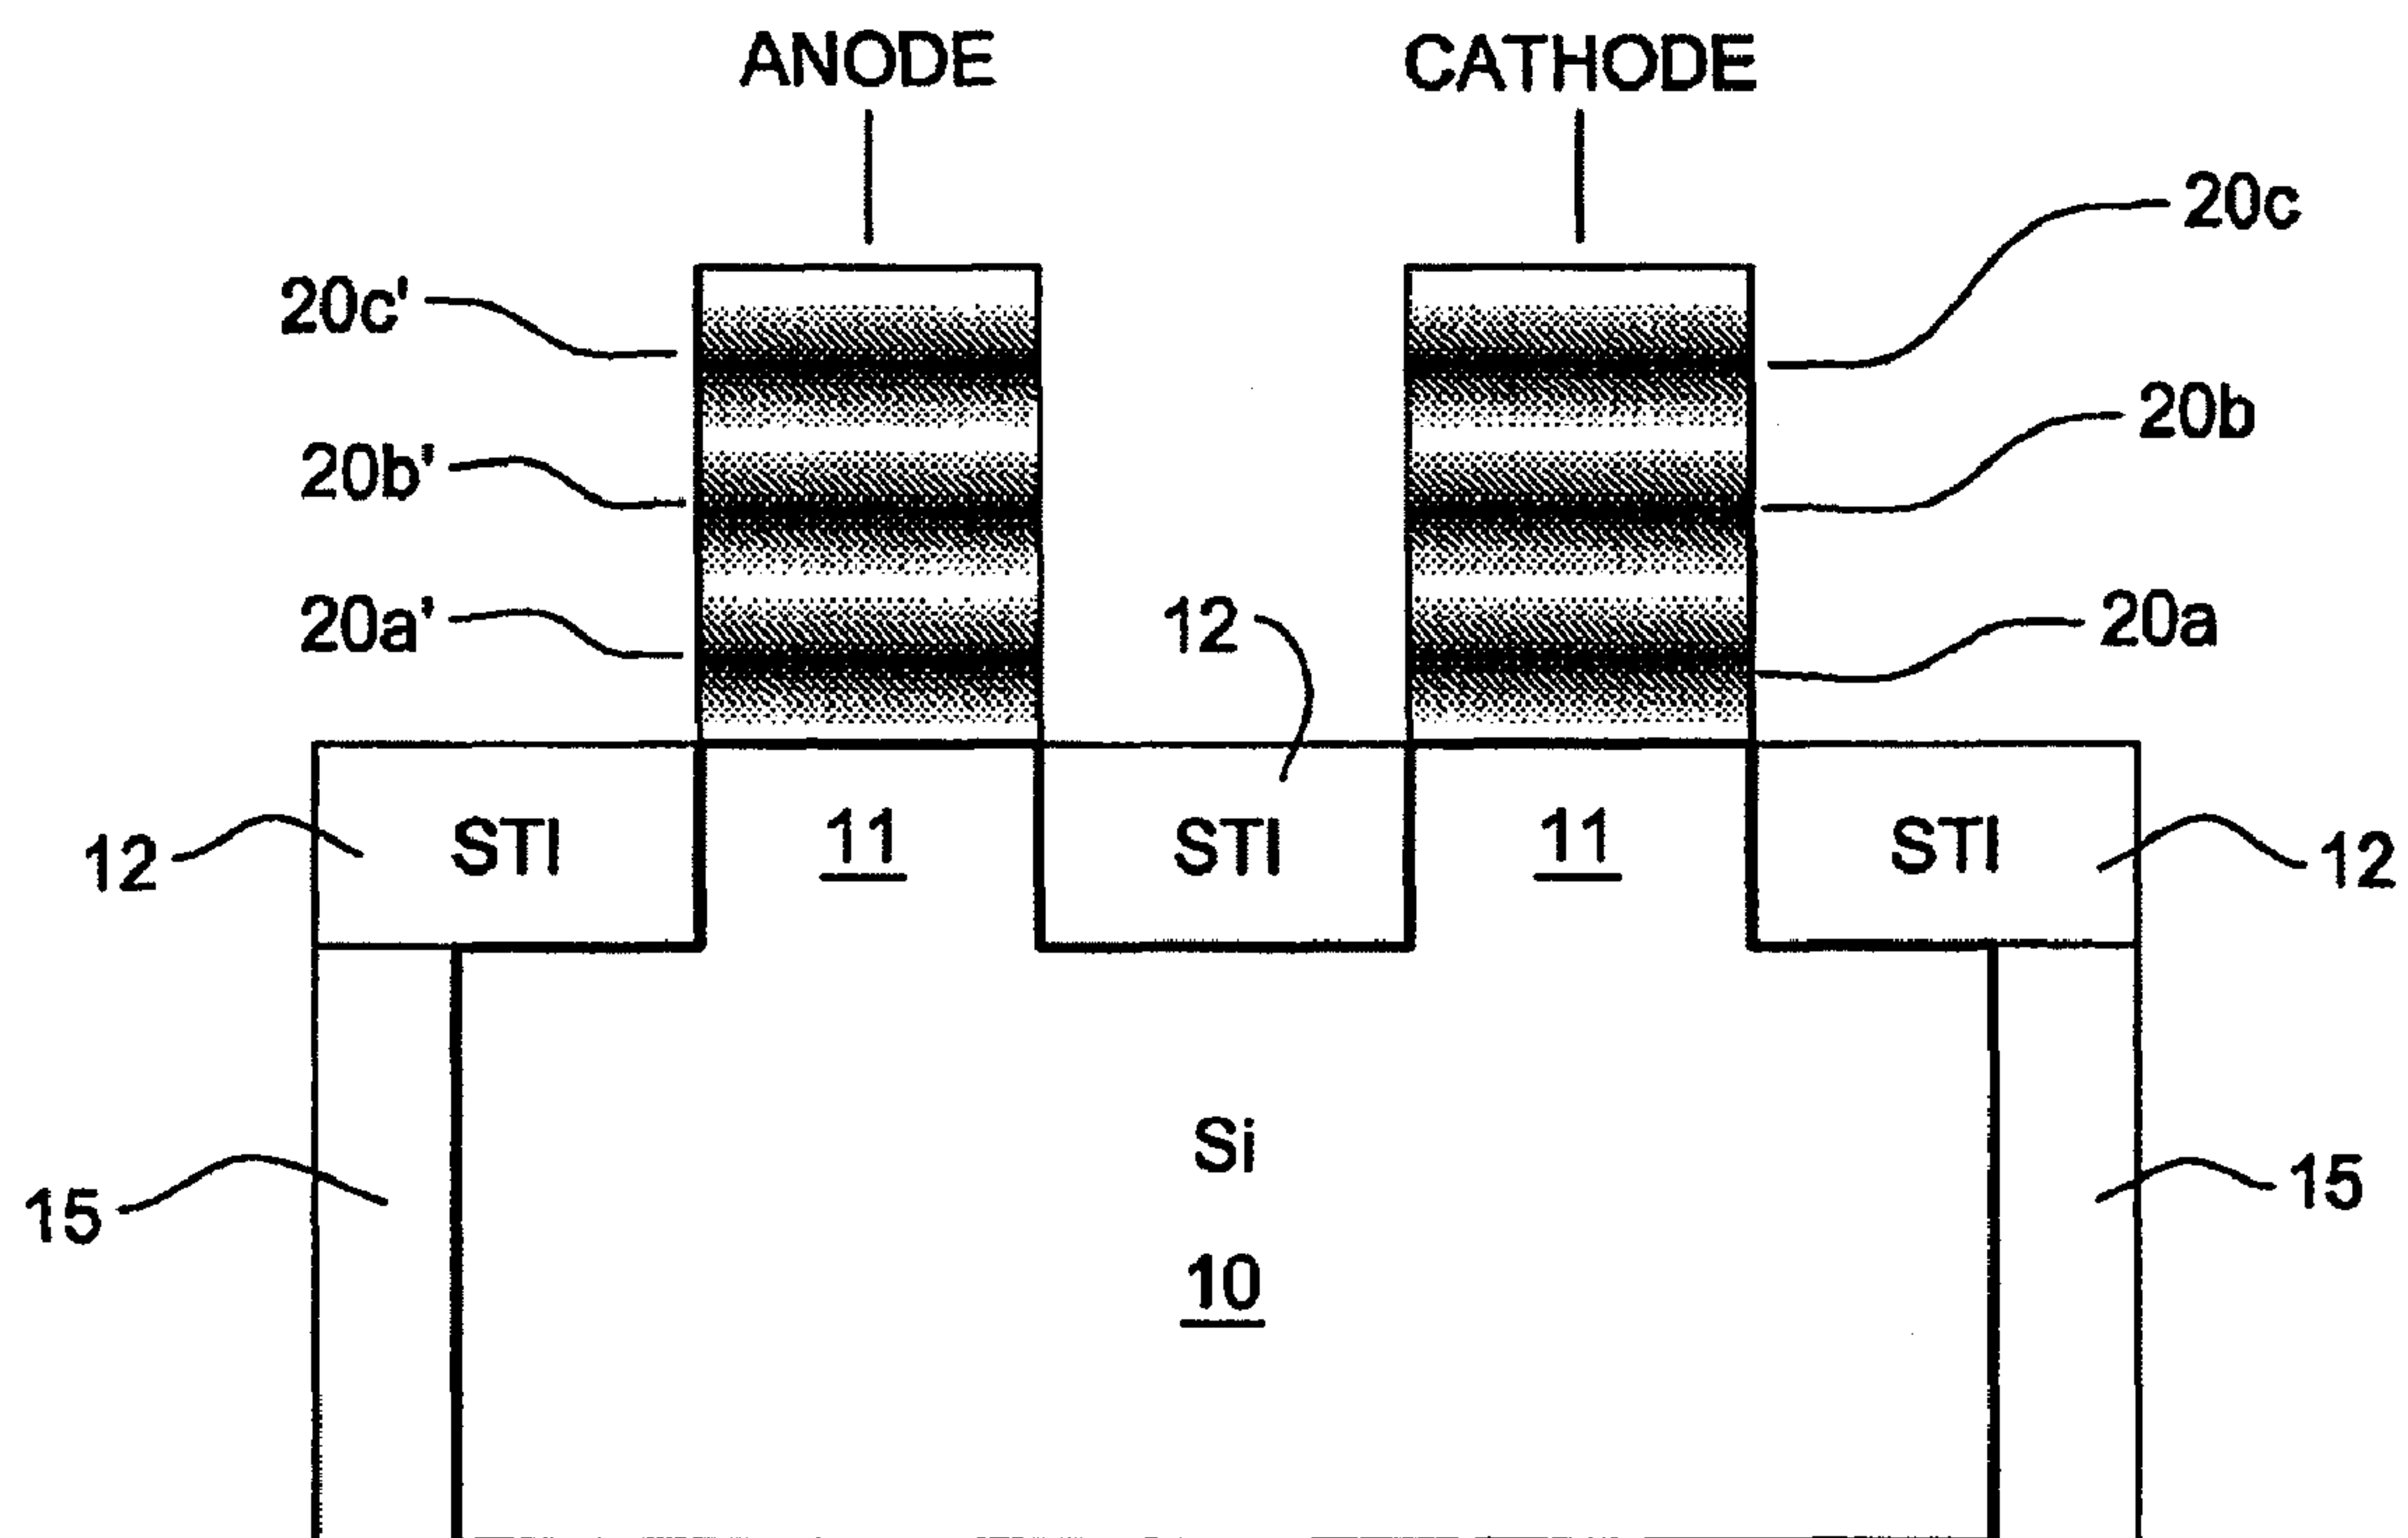 ANODE CATHODE
20c
20c'
20b
20b'
20a' 12 20a
12 STI 11 STI 11 STI 12
Si
15 15
10